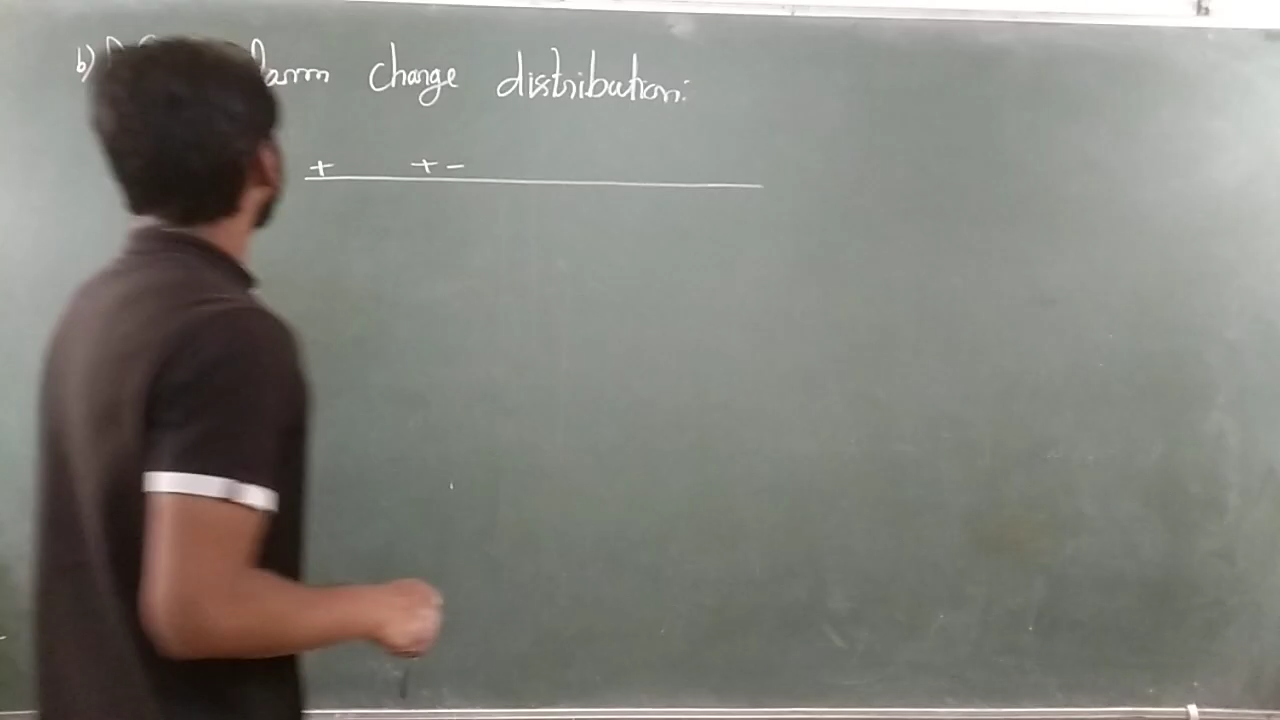 b) change distribution:
+ + -